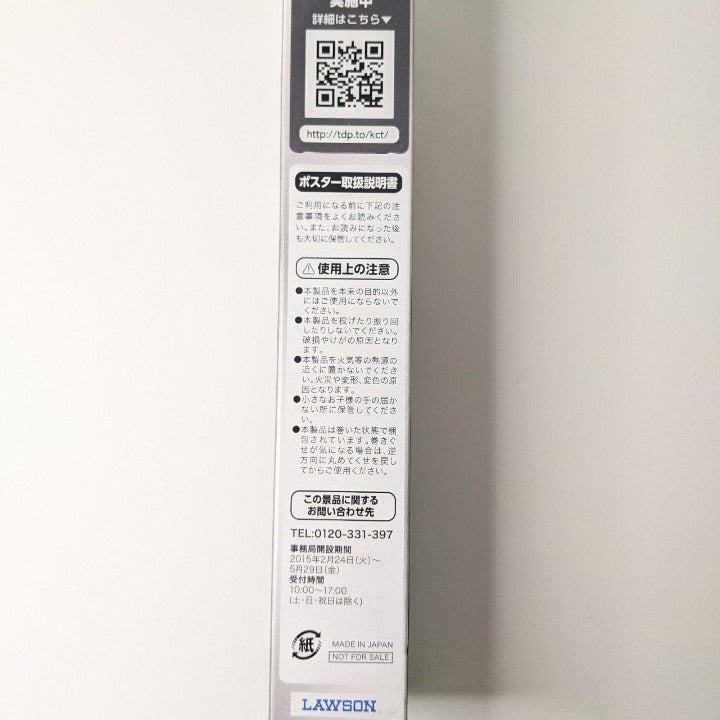 実施中
詳細はこちら▼
http://tdp.to/kct/
ポスター取扱説明書
ご利用になる前に下記の注
意事項をよくお読みくださ
い。また、お読みになった後
も大切に保管してください。
⚠使用上の注意
●本製品を本来の目的以外
にはご使用にならないで
ください。
●本製品を投げたり振り回
したりしないでください。
破損やけがの原因となり
ます。
●本製品を火気等の熱源の
近くに置かないでくださ
い。火災や変形、変色の原
因となります。
●小さなお子様の手の届か
ない所に保管してくださ
い。
●本製品は巻いた状態で梱
包されています。巻きぐ
せが気になる場合は、逆
方向に丸めてくせを戻し
てからご使用ください。
この景品に関する
お問い合わせ先
TEL:0120-331-397
事務局開設期間
2015年2月24日(火)～
5月29日(金)
受付時間
10:00～17:00
(土・日・祝日は除く)
紙
MADE IN JAPAN
NOT FOR SALE
LAWSON